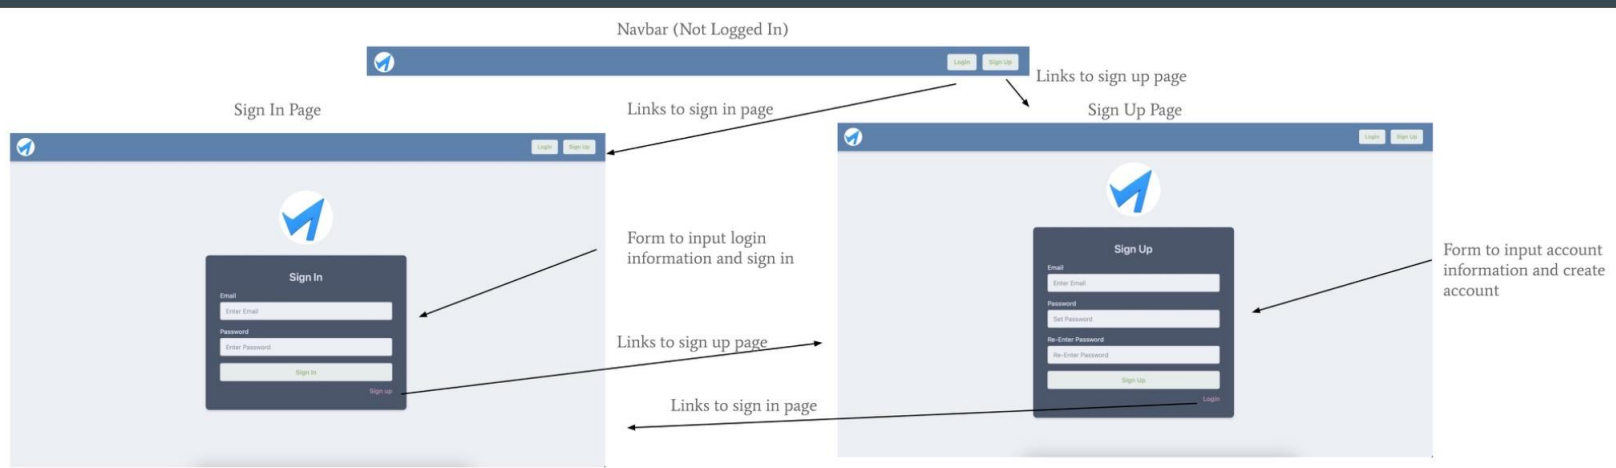 Navbar (Not Logged In)
Login
Sign Up
Links to sign up page
Sign In Page
Links to sign in page
Sign Up Page
Login
Sign Up
Login
Sign Up
Form to input login
information and sign in
Sign In
Email
Enter Email
Password
Enter Password
Sign In
Sign up
Links to sign up page
Links to sign in page
Sign Up
Email
Enter Email
Password
Set Password
Re-Enter Password
Re-Enter Password
Sign Up
Login
Form to input account
information and create
account